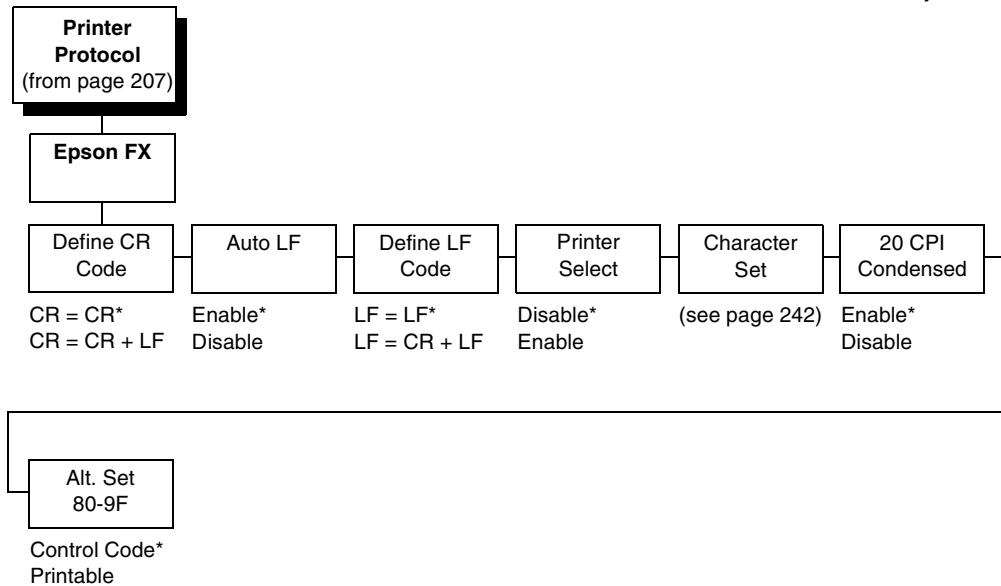 Printer
Protocol
(from page 207)
Epson FX
Define CR
Code
CR = CR*
CR = CR + LF
Auto LF
Enable*
Disable
Define LF
Code
LF = LF*
LF = CR + LF
Printer
Select
Disable*
Enable
Character
Set
(see page 242)
20 CPI
Condensed
Enable*
Disable
Alt. Set
80-9F
Control Code*
Printable